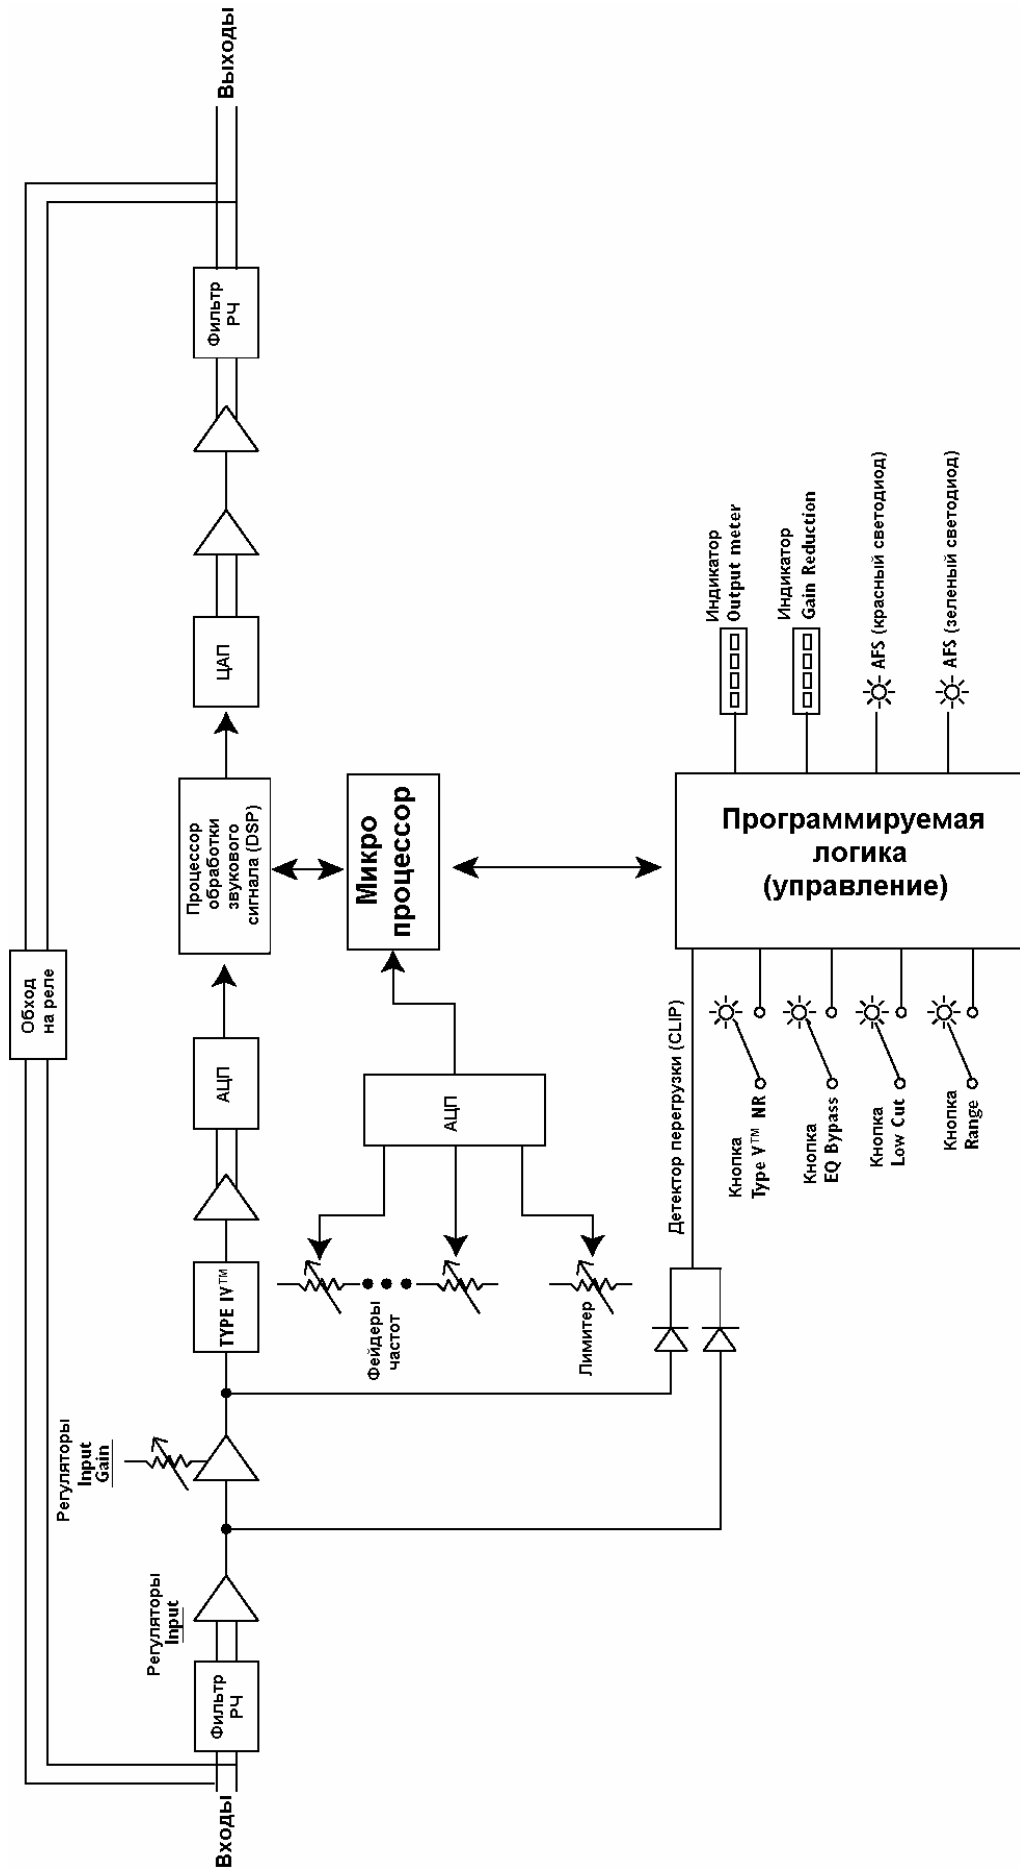 Обход
на реле
Входы
Фильтр
РЧ
Регуляторы
Input
Регуляторы
Input
Gain
TYPE IV™
АЦП
Процессор
обработки
звукового
сигнала (DSP)
ЦАП
Фильтр
РЧ
Выходы
Фейдеры
частот
Лимитер
АЦП
Микро
процессор
Детектор перегрузки (CLIP)
Кнопка
Type V™ NR
Кнопка
EQ Bypass
Кнопка
Low Cut
Кнопка
Range
Программируемая
логика
(управление)
Индикатор
Output meter
Индикатор
Gain Reduction
AFS (красный светодиод)
AFS (зеленый светодиод)